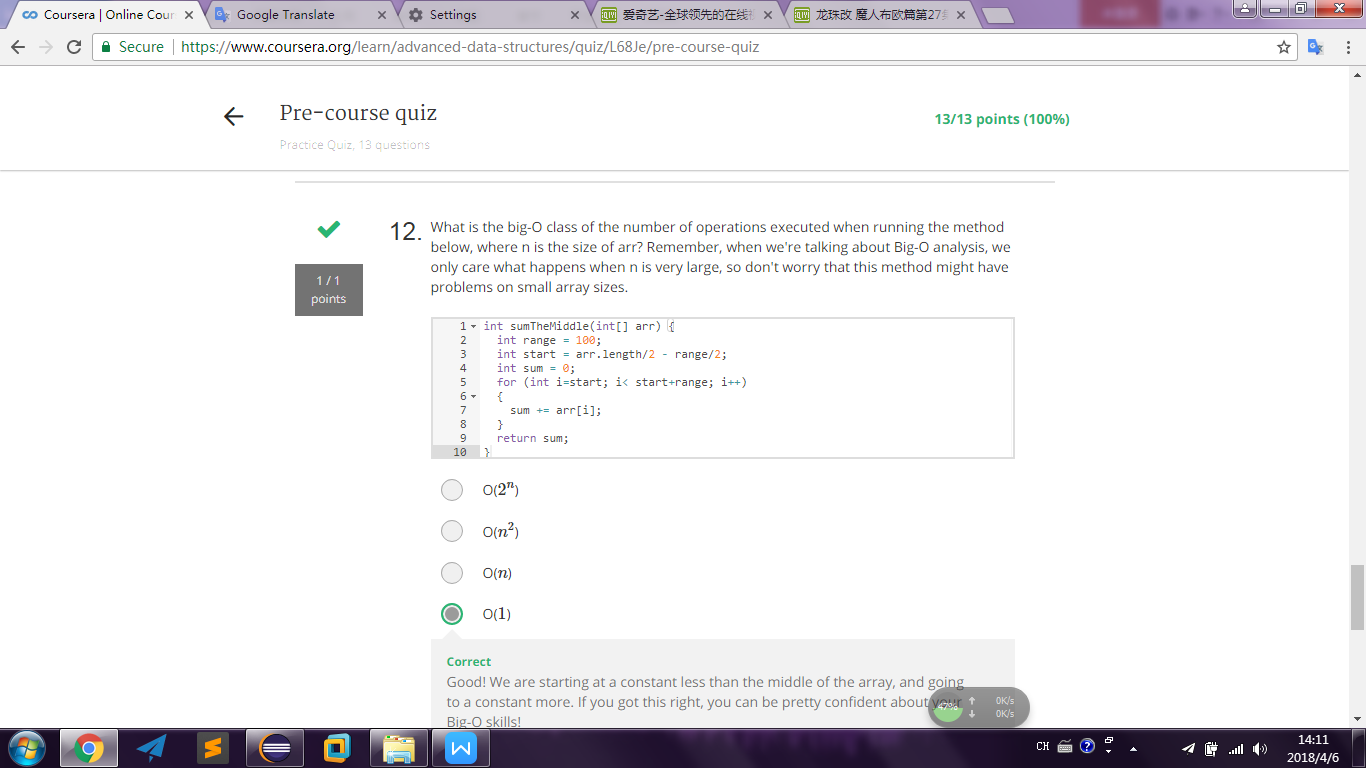 Coursera | Online Cour
Google Translate
Settings
爱奇艺-全球领先的在线
龙珠改 魔人布欧篇第27
Secure | https://www.coursera.org/learn/advanced-data-structures/quiz/L68Je/pre-course-quiz
Pre-course quiz
13/13 points (100%)
Practice Quiz, 13 questions
12.
What is the big-O class of the number of operations executed when running the method
below, where n is the size of arr? Remember, when we're talking about Big-O analysis, we
only care what happens when n is very large, so don't worry that this method might have
problems on small array sizes.
1 / 1
points
1 int sumTheMiddle(int[] arr) {
2 int range = 100;
3 int start = arr.length/2 - range/2;
4 int sum = 0;
5 for (int i=start; i< start+range; i++)
6 {
7 sum += arr[i];
8 }
9 return sum;
10 }
O(2ⁿ)
O(n²)
O(n)
O(1)
Correct
Good! We are starting at a constant less than the middle of the array, and going
to a constant more. If you got this right, you can be pretty confident about your
Big-O skills!
47%
0K/s
0K/s
CH
14:11
2018/4/6